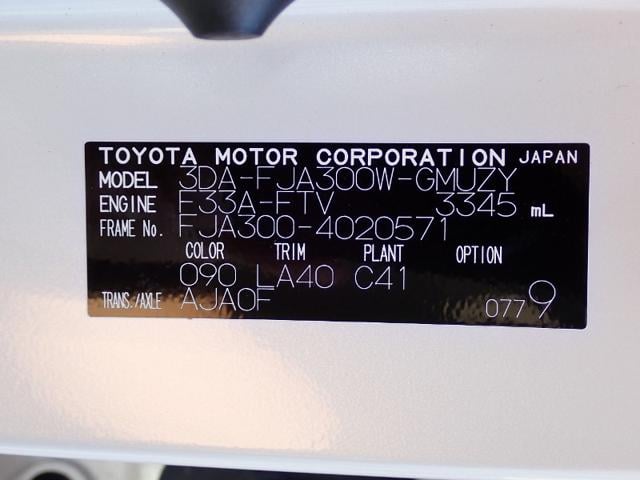 TOYOTA MOTOR CORPORATION JAPAN
MODEL 3DA-FJA300W-GMUZY
ENGINE F33A-FTV 3345 mL
FRAME No. FJA300-4020571
COLOR TRIM PLANT OPTION
090 LA40 C41
TRANS./AXLE AJA0F 0779